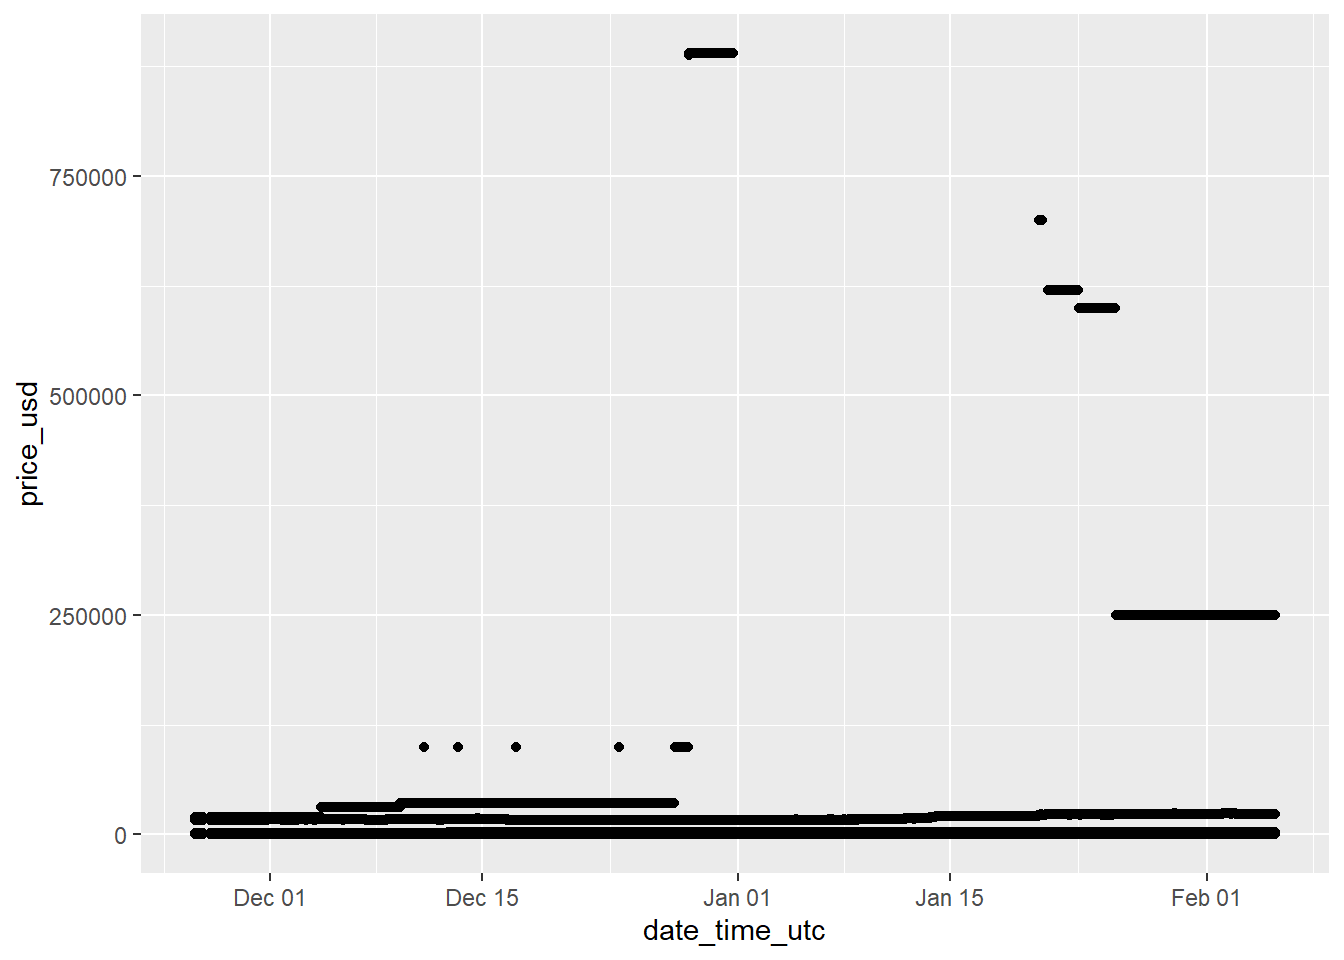 price_usd
750000
500000
250000
0
Dec 01
Dec 15
Jan 01
Jan 15
Feb 01
date_time_utc